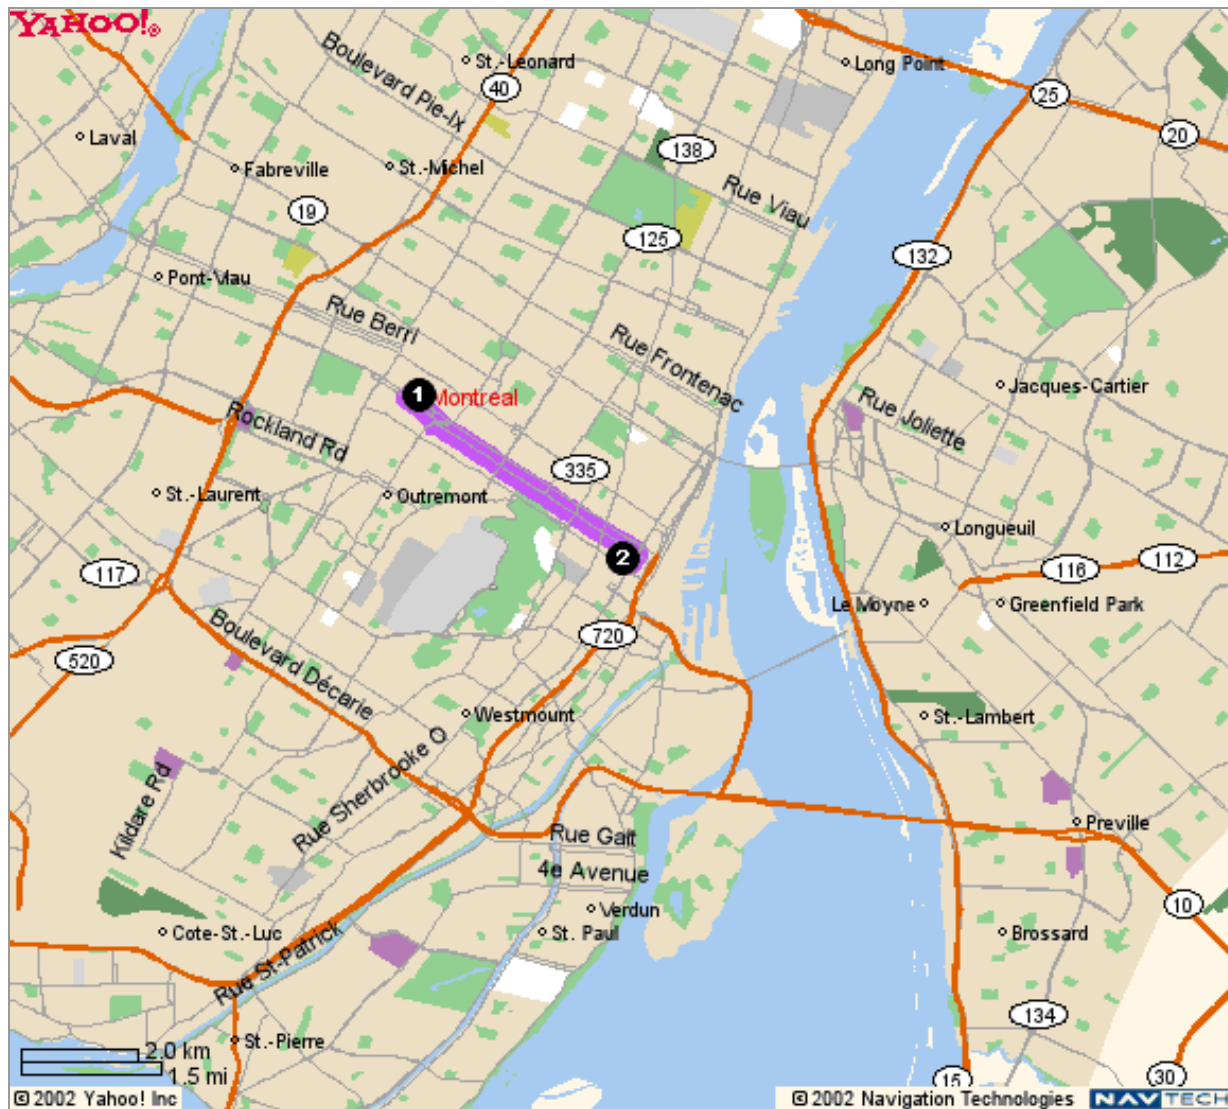 YAHOO!®
Boulevard Pie-IX
St.-Leonard
Long Point
40
25
20
Laval
138
Fabreville
St.-Michel
Rue Viau
19
125
132
Pont-Viau
Rue Berri
Rue Frontenac
1
Montreal
Jacques-Cartier
Rockland Rd
Rue Joliette
335
St.-Laurent
Outremont
Longueuil
2
117
116
112
Le Moyne
Greenfield Park
Boulevard Décarie
720
520
Westmount
St.-Lambert
Rue Sherbrooke O
Kildare Rd
Preville
Rue Galt
4e Avenue
10
Verdun
Cote-St.-Luc
St. Paul
Brossard
Rue St-Patrick
134
St.-Pierre
2.0 km
1.5 mi
15
30
© 2002 Yahoo! Inc
© 2002 Navigation Technologies
NAVTECH